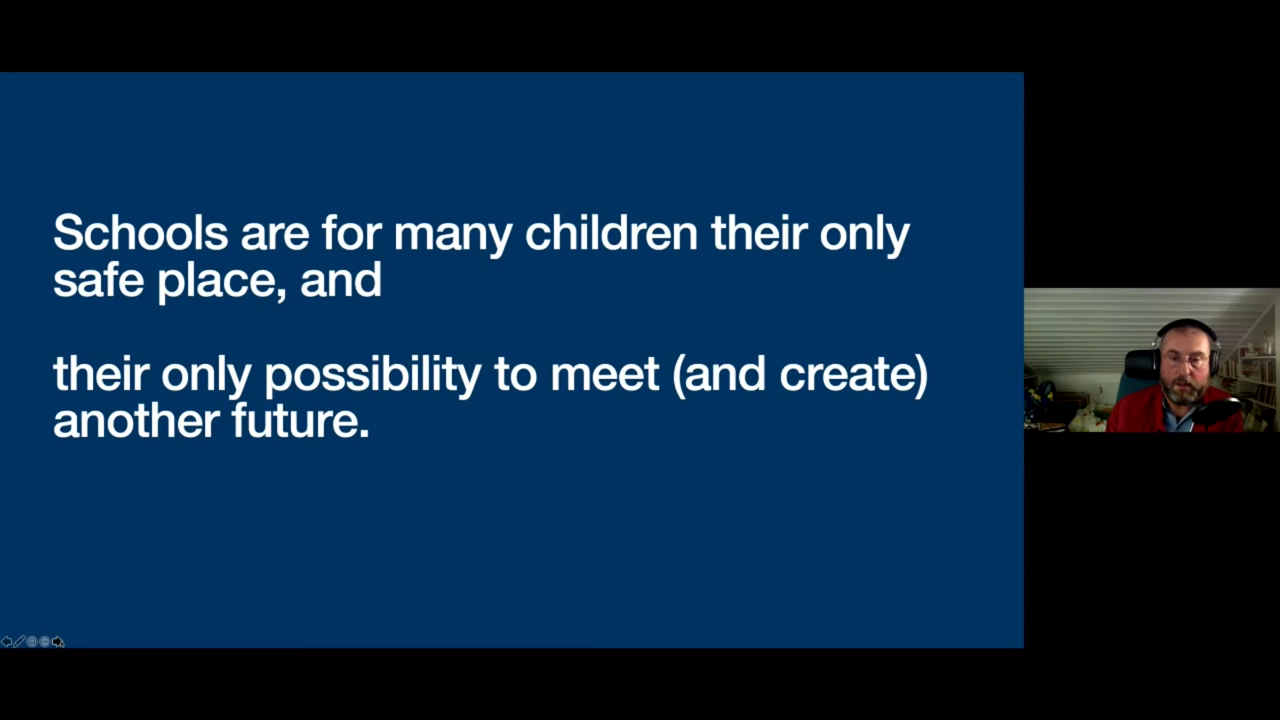 Schools are for many children their only
safe place, and
their only possibility to meet (and create)
another future.